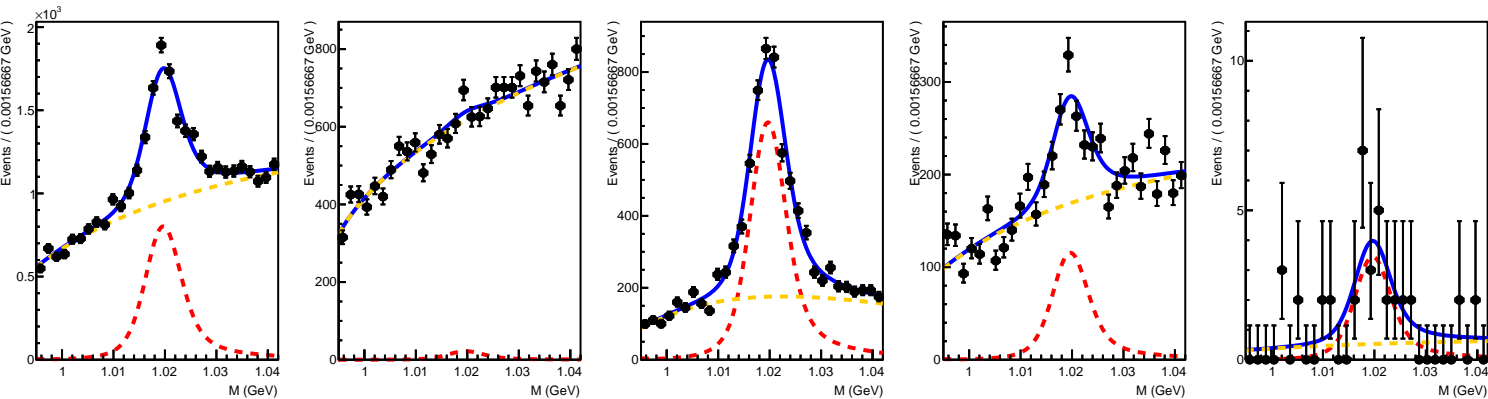 ×10³
2
1.5
1
0.5
0
1 1.01 1.02 1.03 1.04
M (GeV)
Events / ( 0.00156667 GeV )
800
600
400
200
0
1 1.01 1.02 1.03 1.04
M (GeV)
Events / ( 0.00156667 GeV )
800
600
400
200
0
1 1.01 1.02 1.03 1.04
M (GeV)
Events / ( 0.00156667 GeV )
300
200
100
0
1 1.01 1.02 1.03 1.04
M (GeV)
Events / ( 0.00156667 GeV )
10
5
0
1 1.01 1.02 1.03 1.04
M (GeV)
Events / ( 0.00156667 GeV )